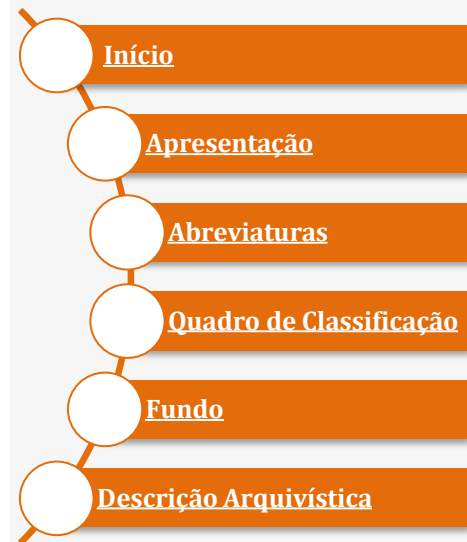 Início
Apresentação
Abreviaturas
Quadro de Classificação
Fundo
Descrição Arquivística